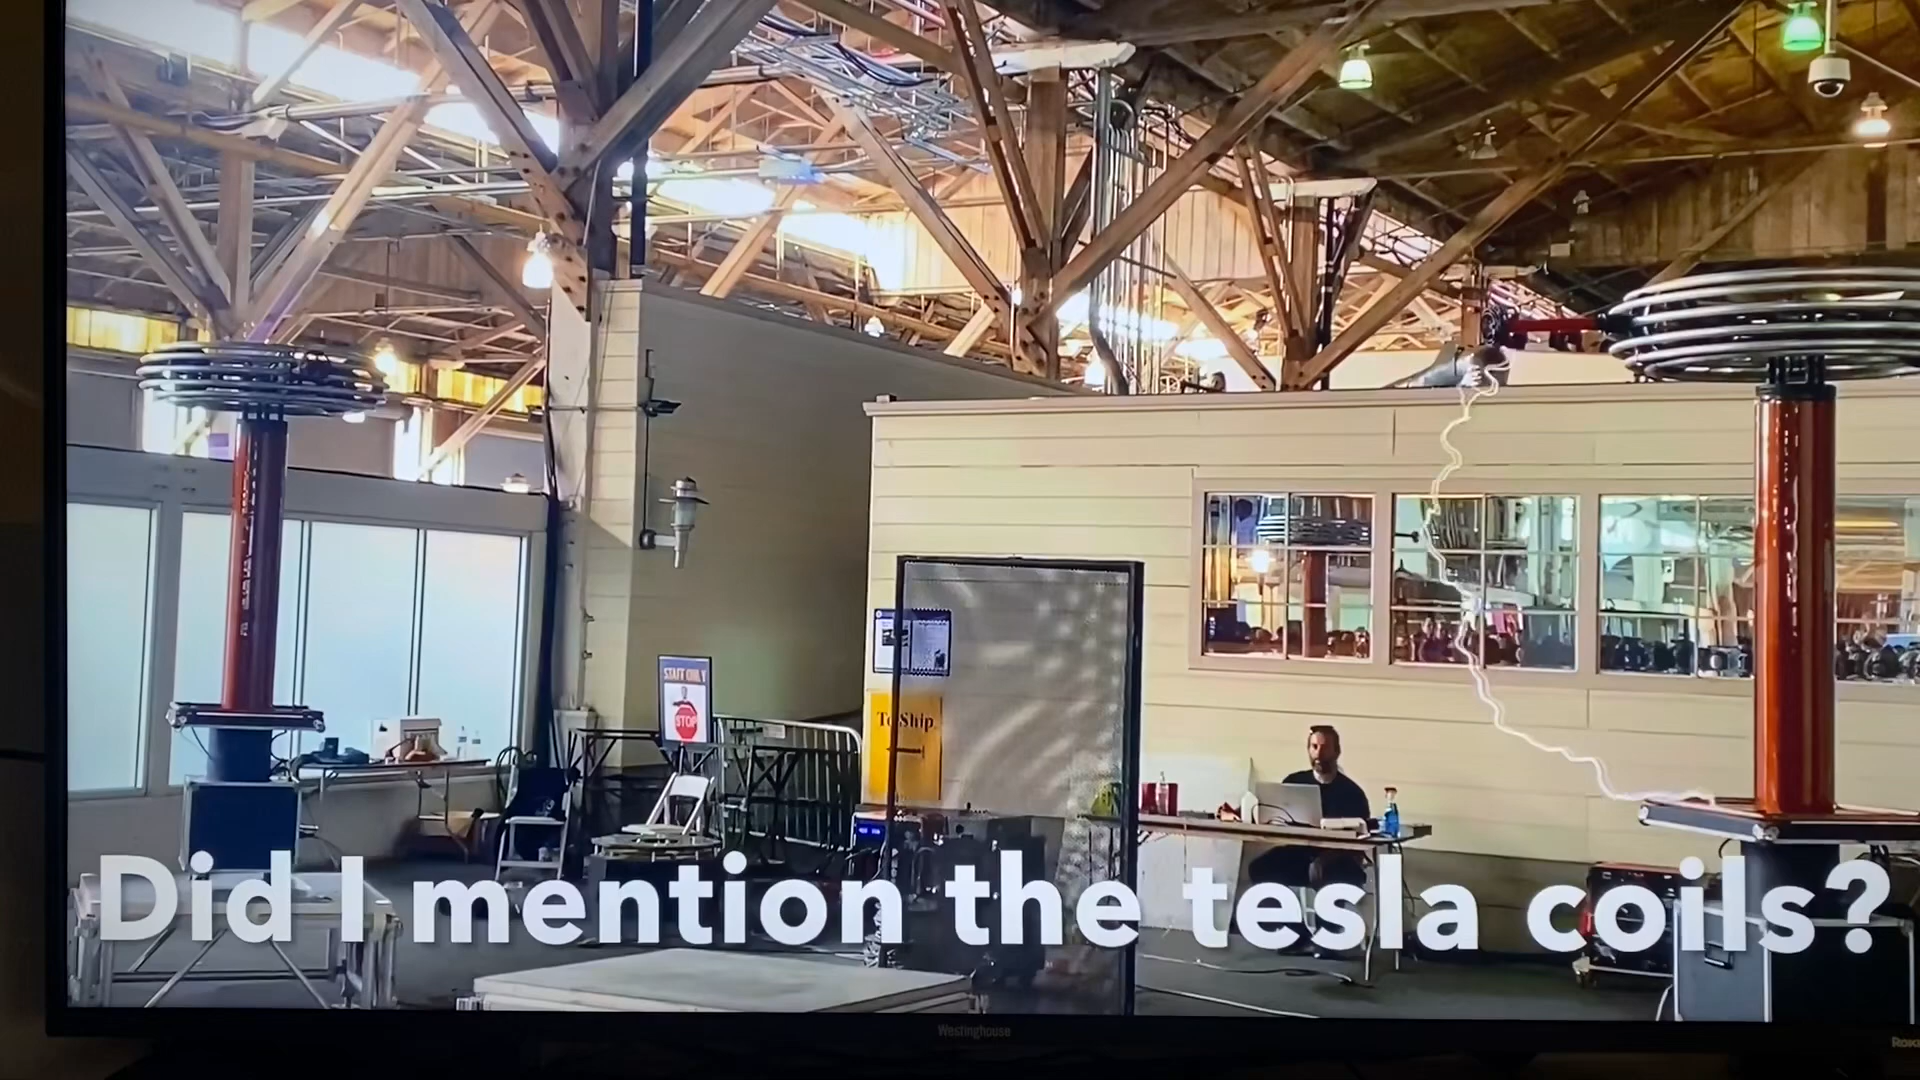 STAFF ONLY
STOP
To Ship
Did I mention the tesla coils?
Westinghouse